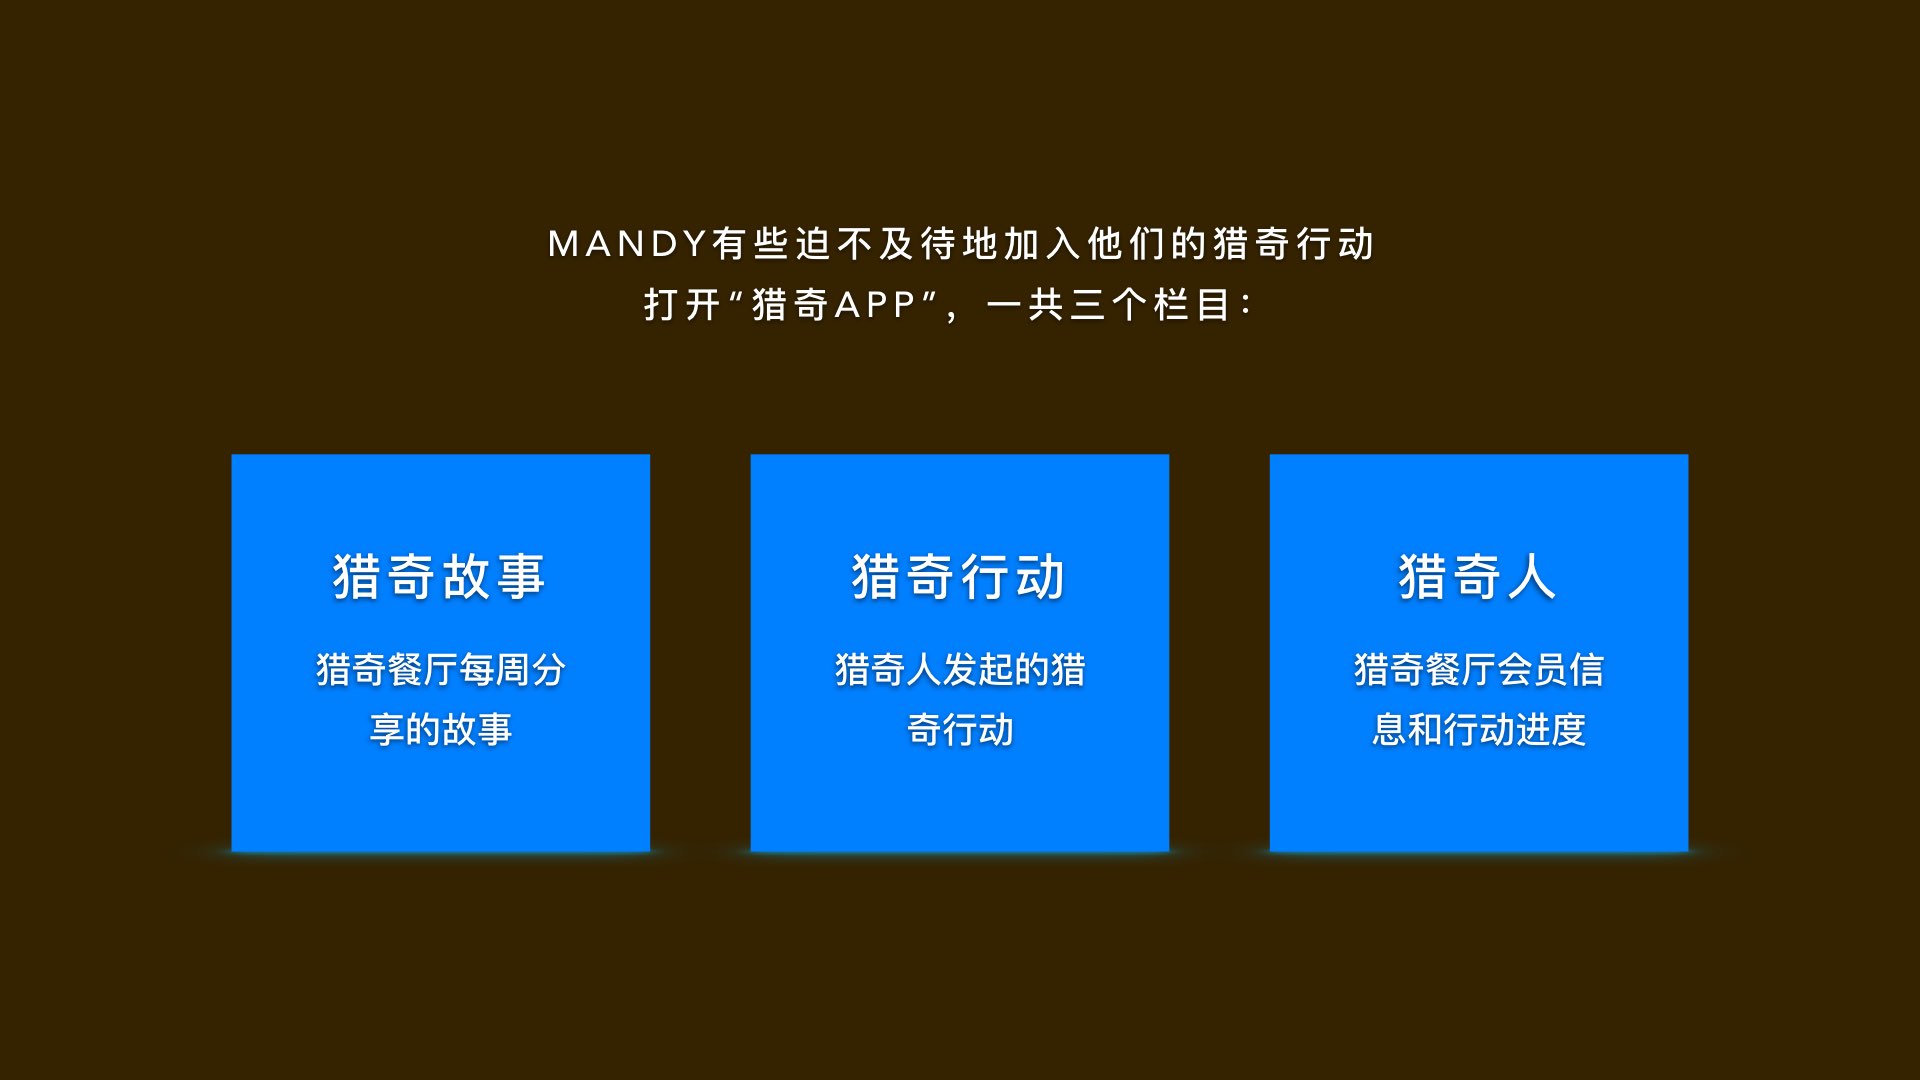 MANDY有些迫不及待地加入他们的猎奇行动
打开“猎奇APP”，一共三个栏目：
猎奇故事
猎奇餐厅每周分
享的故事
猎奇行动
猎奇人发起的猎
奇行动
猎奇人
猎奇餐厅会员信
息和行动进度